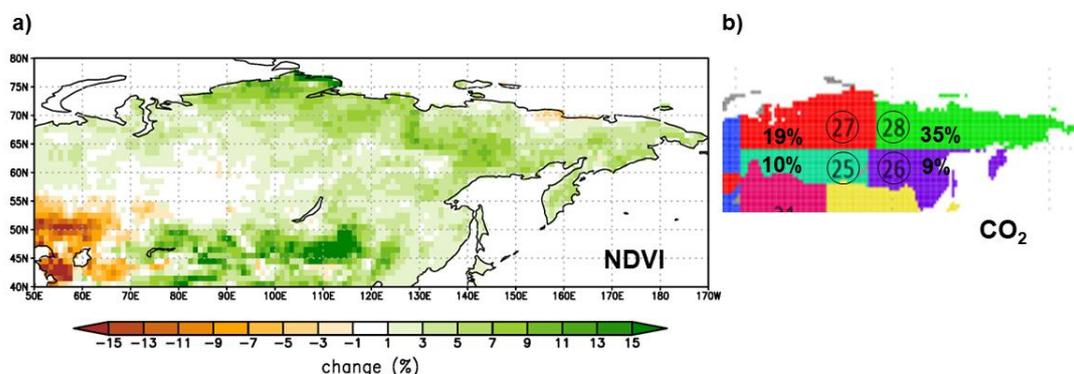 a)
80N
75N
70N
65N
60N
55N
50N
45N
40N
50E 60E 70E 80E 90E 100E 110E 120E 130E 140E 150E 160E 170E 180 170W
NDVI
-15 -13 -11 -9 -7 -5 -3 -1 1 3 5 7 9 11 13 15
change (%)
b)
19% 27 28 35%
10% 25 26 9%
CO₂